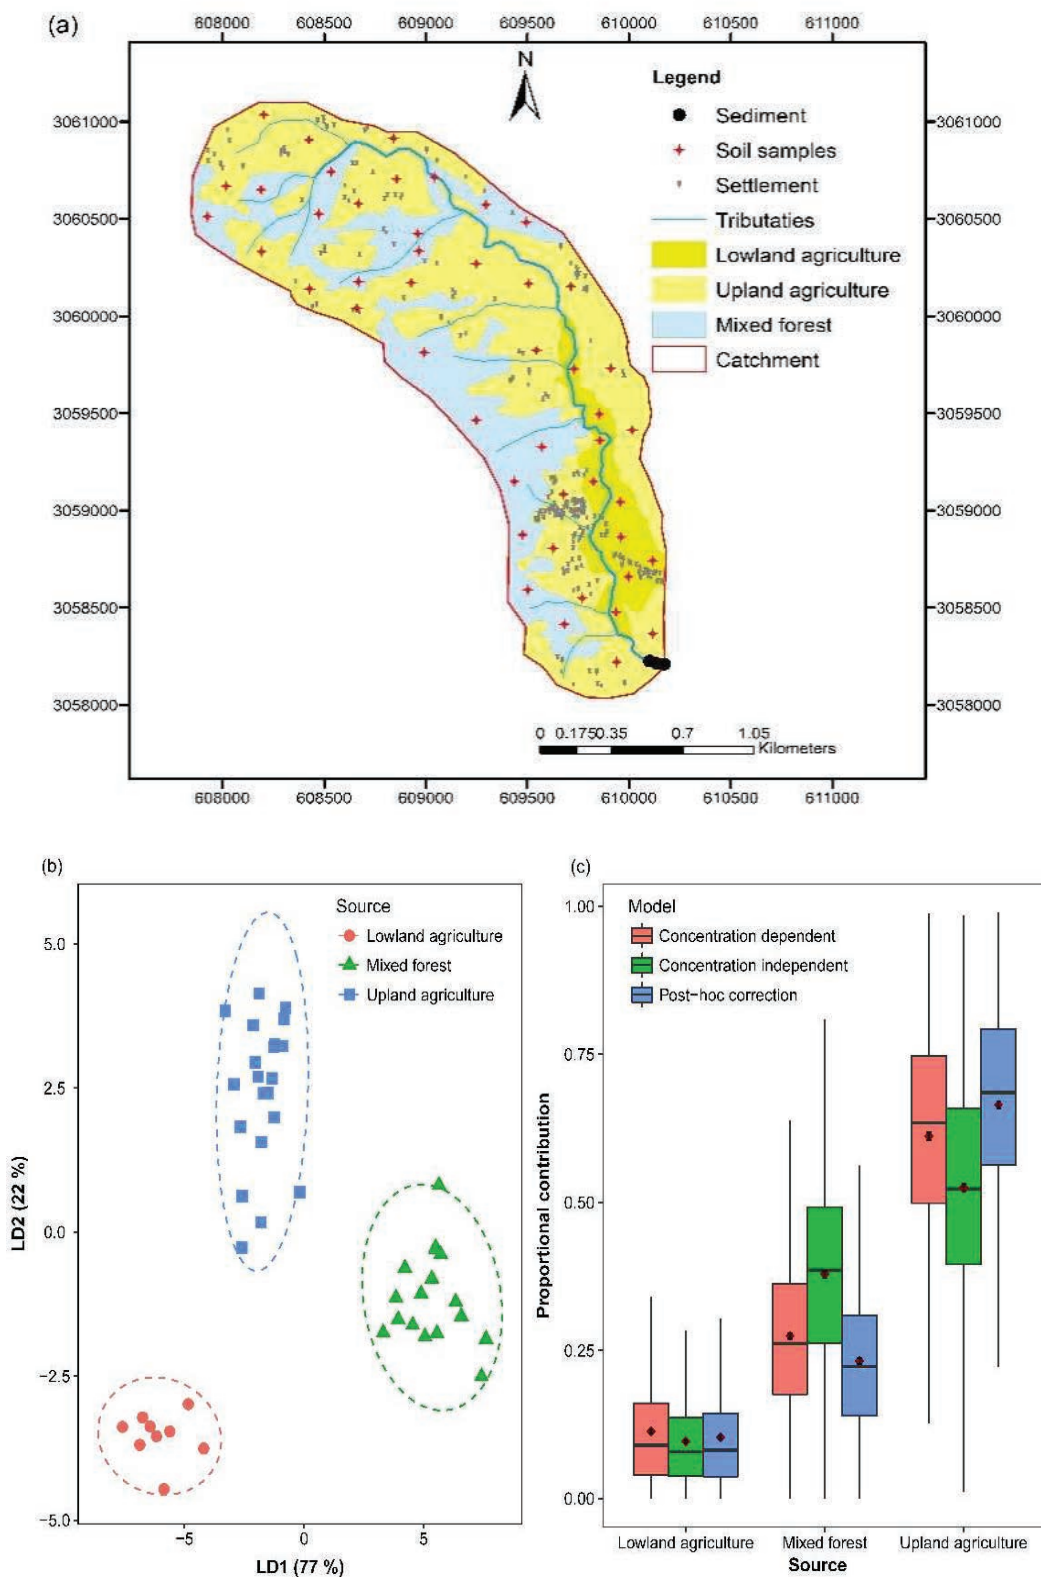 (a)
608000 608500 609000 609500 610000 610500 611000
N
Legend
Sediment
Soil samples
Settlement
Tributaties
Lowland agriculture
Upland agriculture
Mixed forest
Catchment
3061000 3061000
3060500 3060500
3060000 3060000
3059500 3059500
3059000 3059000
3058500 3058500
3058000 3058000
0 0.175 0.35 0.7 1.05
Kilometers
608000 608500 609000 609500 610000 610500 611000
(b)
Source
Lowland agriculture
Mixed forest
Upland agriculture
5.0
2.5
0.0
−2.5
−5.0
LD2 (22 %)
−5 0 5
LD1 (77 %)
(c)
Model
Concentration dependent
Concentration independent
Post-hoc correction
1.00
0.75
0.50
0.25
0.00
Proportional contribution
Lowland agriculture Mixed forest Upland agriculture
Source